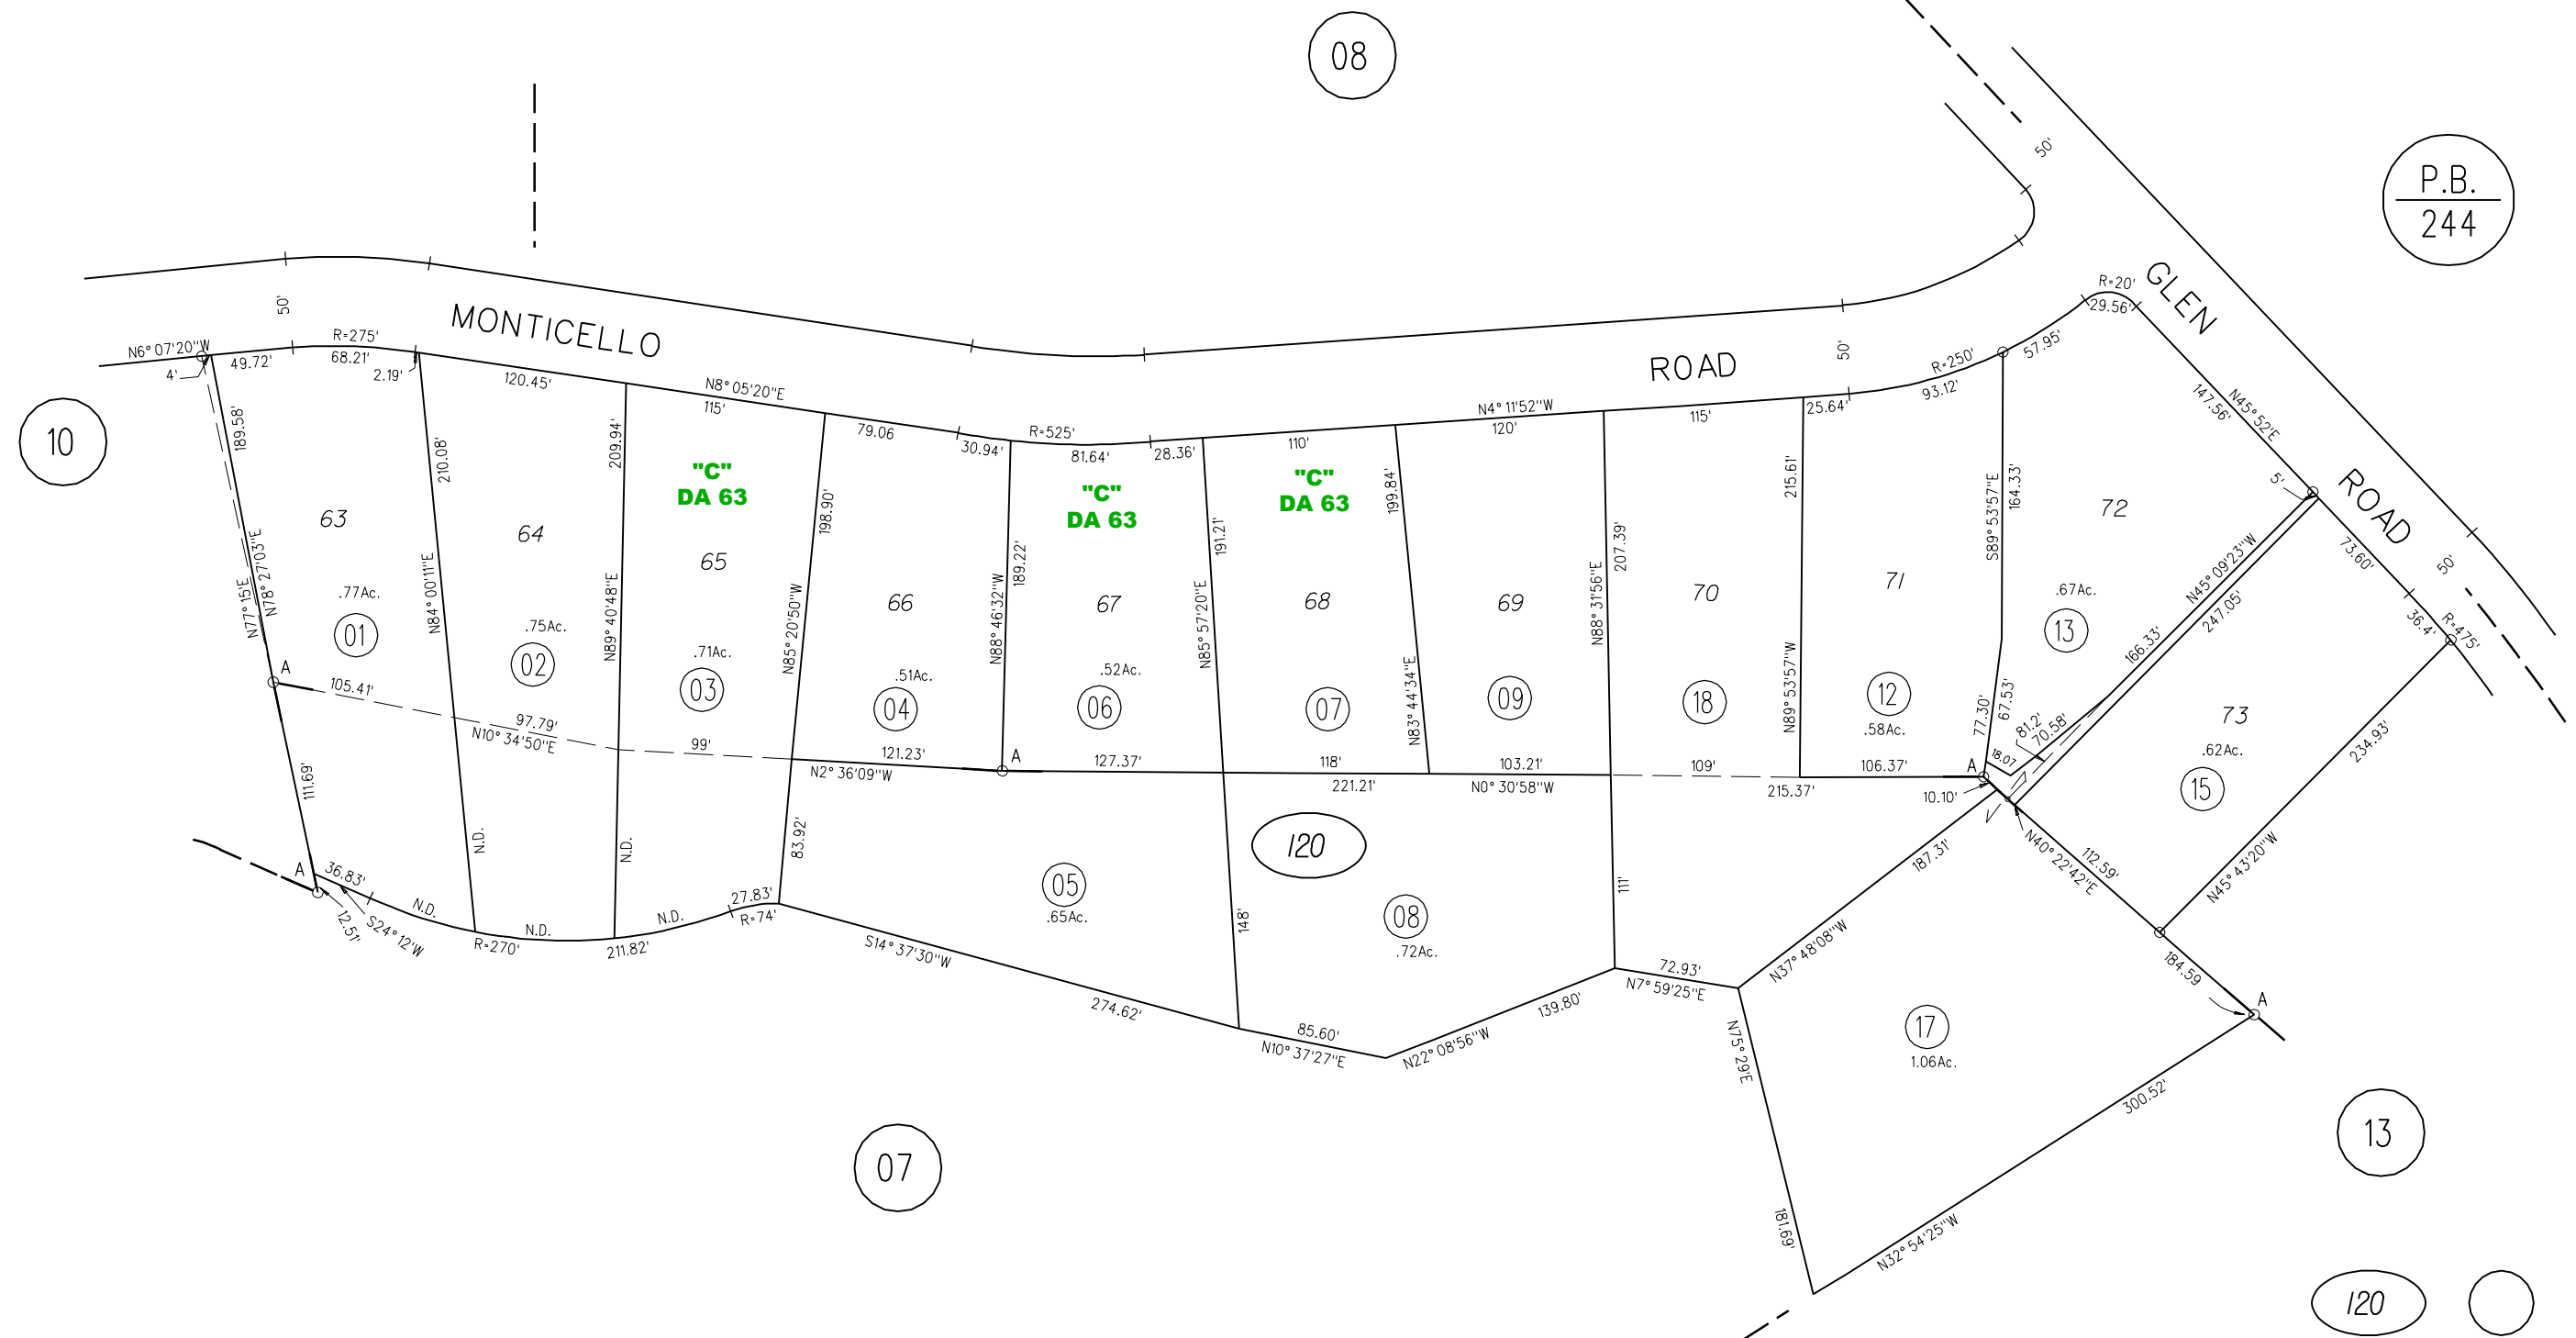 08
50'
P.B.
244
GLEN
ROAD
50'
MONTICELLO
ROAD
50'
50'
10
N6° 07'20"W
4'
49.72'
R=275'
68.21'
2.19'
120.45'
N8° 05'20"E
115'
79.06
30.94'
R=525'
81.64'
28.36'
110'
N4° 11'52"W
120'
115'
25.64'
R=250'
93.12'
57.95'
R=20'
29.56'
N45° 52'E
147.56'
5'
73.60'
36.4'
R=475'
189.58'
N77° 15'E
N78° 27'03"E
63
.77Ac.
01
A
105.41'
111.69'
A
210.08'
N84° 00'11"E
64
.75Ac.
02
97.79'
N10° 34'50"E
209.94'
N89° 40'48"E
"C"
DA 63
65
.71Ac.
03
99'
198.90'
N85° 20'50"W
66
.51Ac.
04
121.23'
N2° 36'09"W
A
189.22'
N88° 46'32"W
"C"
DA 63
67
.52Ac.
06
127.37'
191.21'
N85° 57'20"E
"C"
DA 63
68
07
118'
221.21'
199.84'
N83° 44'34"E
69
09
103.21'
N0° 30'58"W
207.39'
N88° 31'56"E
70
18
109'
215.37'
215.61'
N89° 53'57"W
71
12
.58Ac.
106.37'
A
10.10'
S89° 53'57"E
164.33'
77.30'
67.53'
18.07
81.2'
70.58'
72
.67Ac.
13
166.33'
N45° 09'23"W
247.05'
73
.62Ac.
15
234.93'
N45° 43'20"W
112.59'
N40° 22'42"E
184.59
A
36.83'
12.51'
S24° 12'W
N.D.
N.D.
R=270'
N.D.
211.82'
N.D.
N.D.
27.83'
R=74'
83.92'
S14° 37'30"W
274.62'
05
.65Ac.
148'
120
08
.72Ac.
85.60'
N10° 37'27"E
N22° 08'56"W
139.80'
111'
72.93'
N7° 59'25"E
187.31'
N37° 48'08"W
N75° 29'E
181.69'
17
1.06Ac.
300.52'
N32° 54'25"W
07
13
120